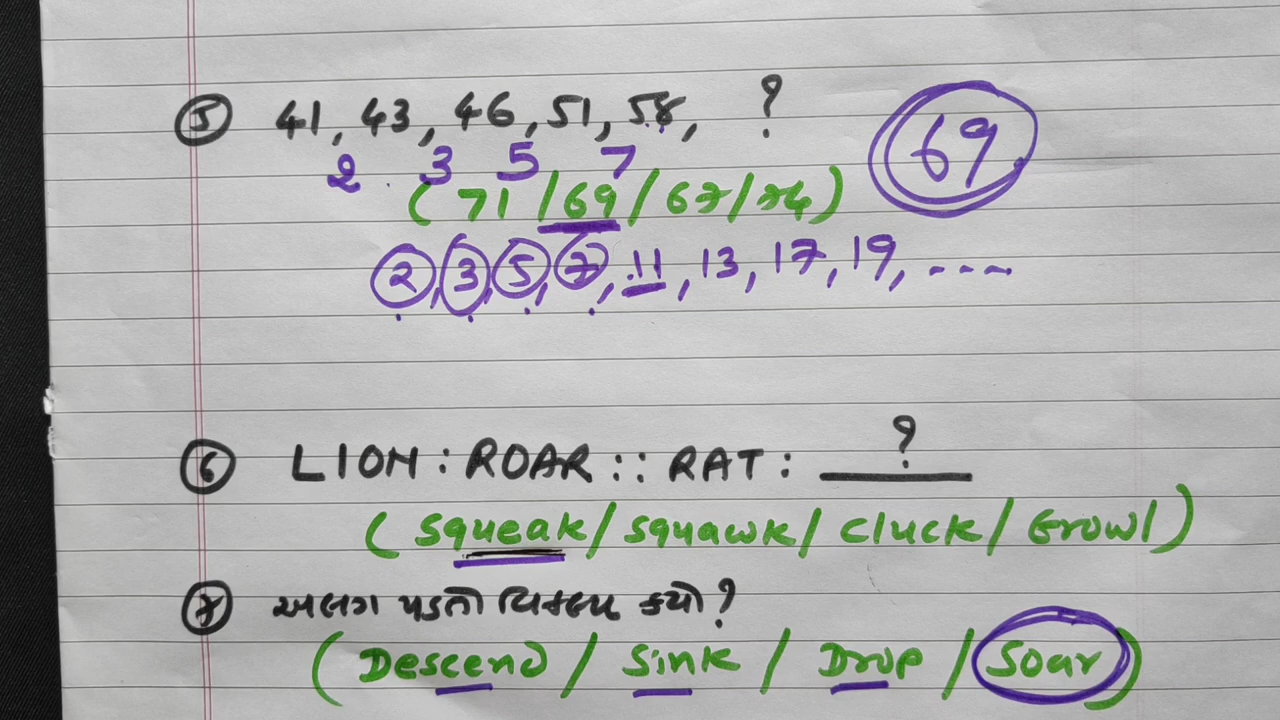 5 41, 43, 46, 51, 58, ?
2 3 5 7
(71/69/67/74) 69
2, 3, 5, 7, 11, 13, 17, 19, ....
6 LION : ROAR :: RAT : ?
(squeak/squawk/cluck/Growl)
7 અલગ પડતો વિકલ્પ કયો?
(Descend/Sink/Drop/Soar)